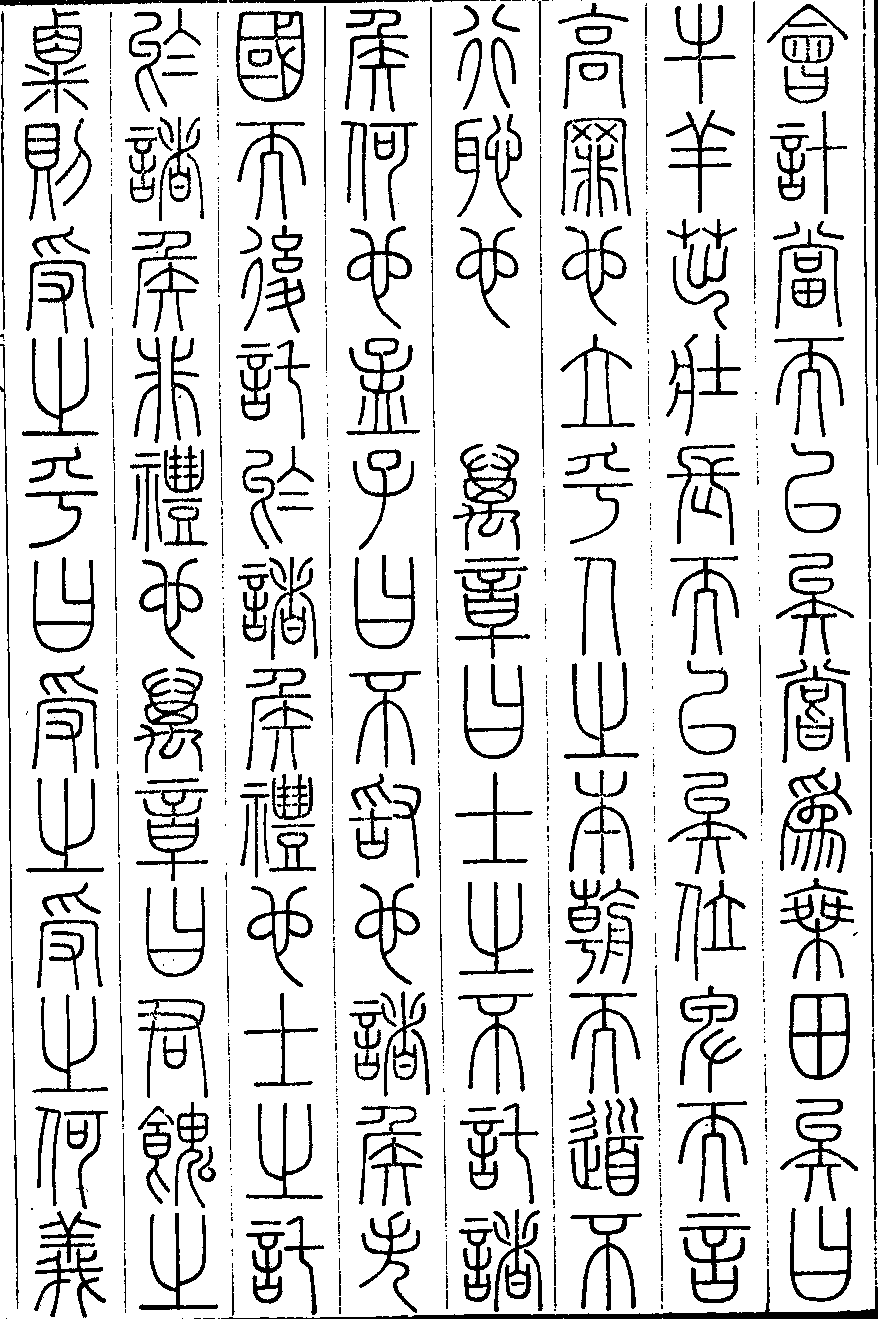 會計當而已矣嘗為乘田矣曰
牛羊茁壯長而已矣位卑而言
高罪也立乎人之本朝而道不
行恥也　萬章曰士之不託諸
侯何也孟子曰不敢也諸侯失
國而後託於諸侯禮也士之託
於諸侯非禮也萬章曰君餽之
粟則受之乎曰受之受之何義